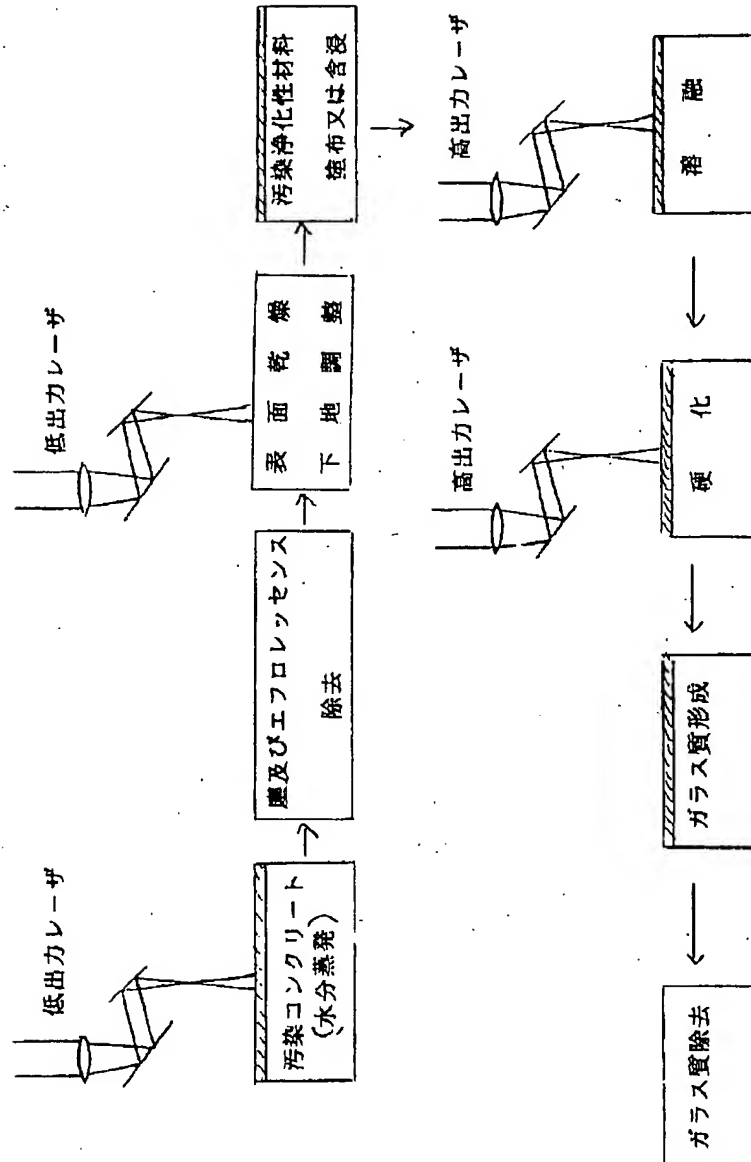 低出力レーザ
汚染コンクリート
(水分蒸発)
塵及びエフロレッセンス
除去
低出力レーザ
表面乾燥
下地調整
汚染浄化性材料
塗布又は含浸
高出力レーザ
溶融
高出力レーザ
硬化
ガラス質形成
ガラス質除去